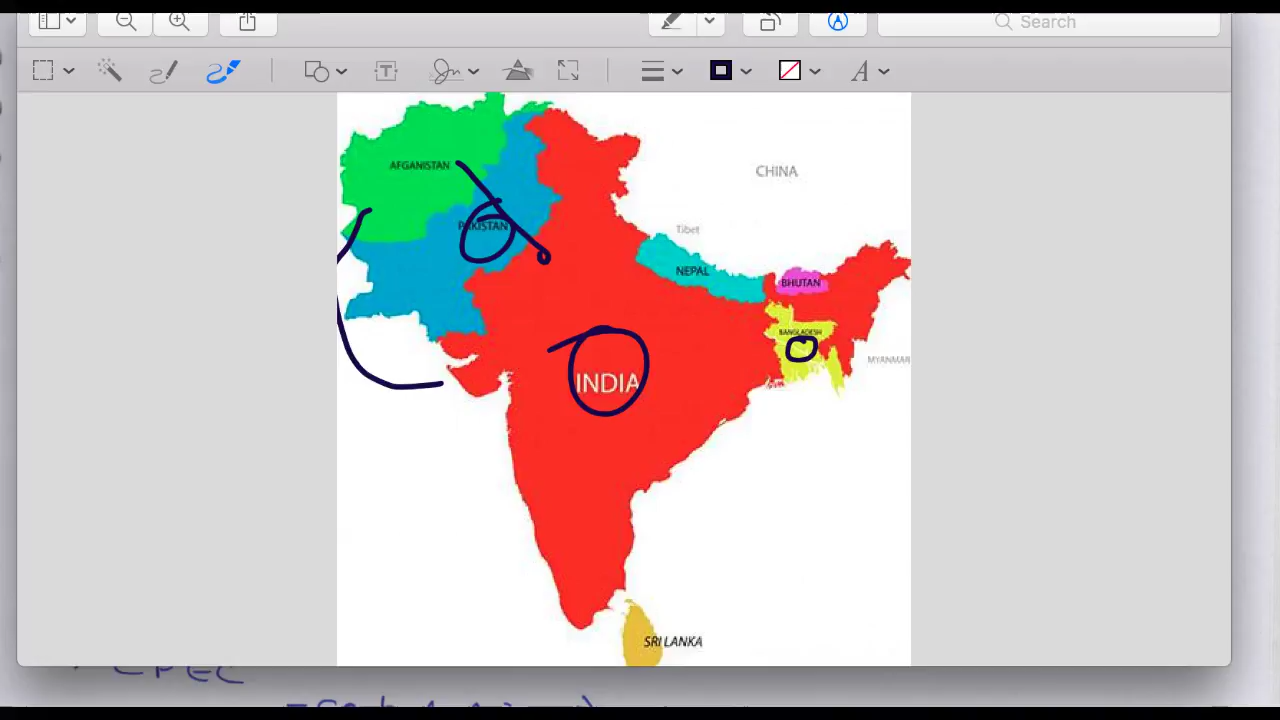 Search
AFGANISTAN
CHINA
PAKISTAN
Tibet
NEPAL
BHUTAN
BANGLADESH
MYANMAR
INDIA
SRI LANKA
CPEC